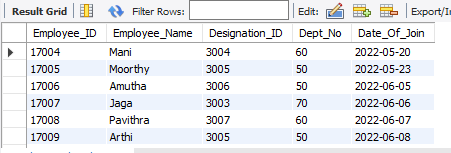 Result Grid Filter Rows: Edit: Export/In
Employee_ID Employee_Name Designation_ID Dept_No Date_Of_Join
17004 Mani 3004 60 2022-05-20
17005 Moorthy 3005 50 2022-05-23
17006 Amutha 3006 50 2022-06-05
17007 Jaga 3003 70 2022-06-06
17008 Pavithra 3007 60 2022-06-07
17009 Arthi 3005 50 2022-06-08